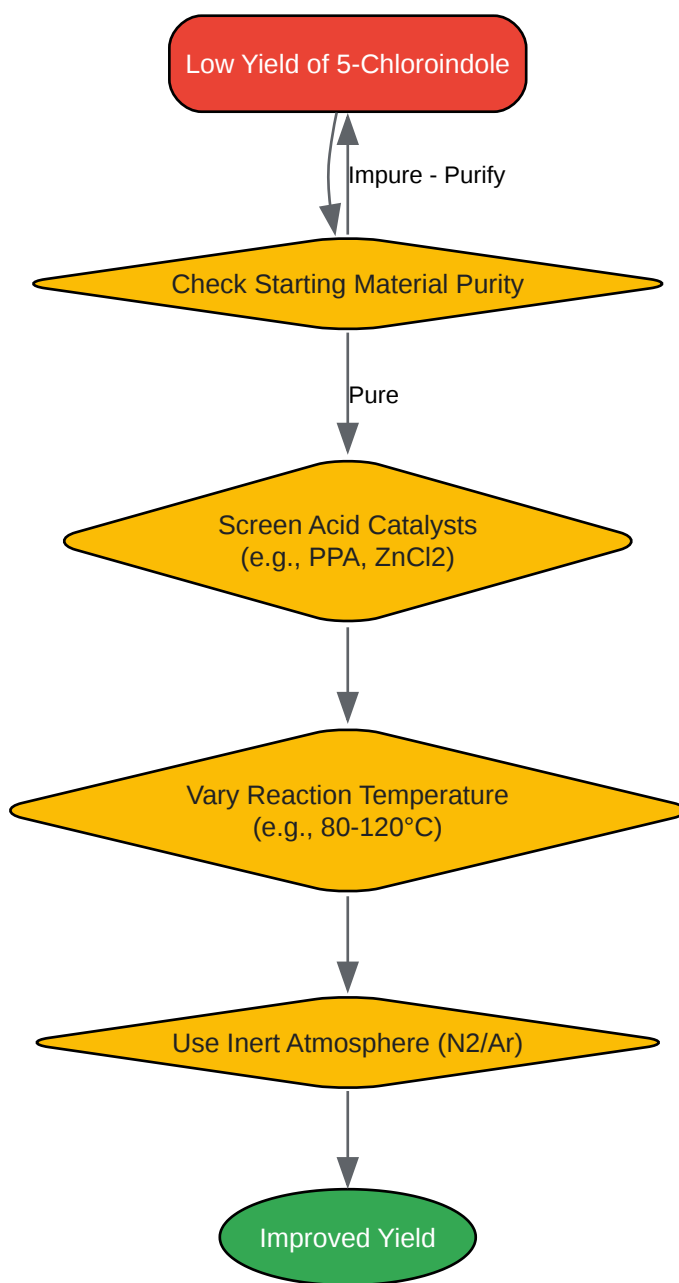 Low Yield of 5-Chloroindole
Impure - Purify
Check Starting Material Purity
Pure
Screen Acid Catalysts
(e.g., PPA, ZnCl2)
Vary Reaction Temperature
(e.g., 80-120°C)
Use Inert Atmosphere (N2/Ar)
Improved Yield